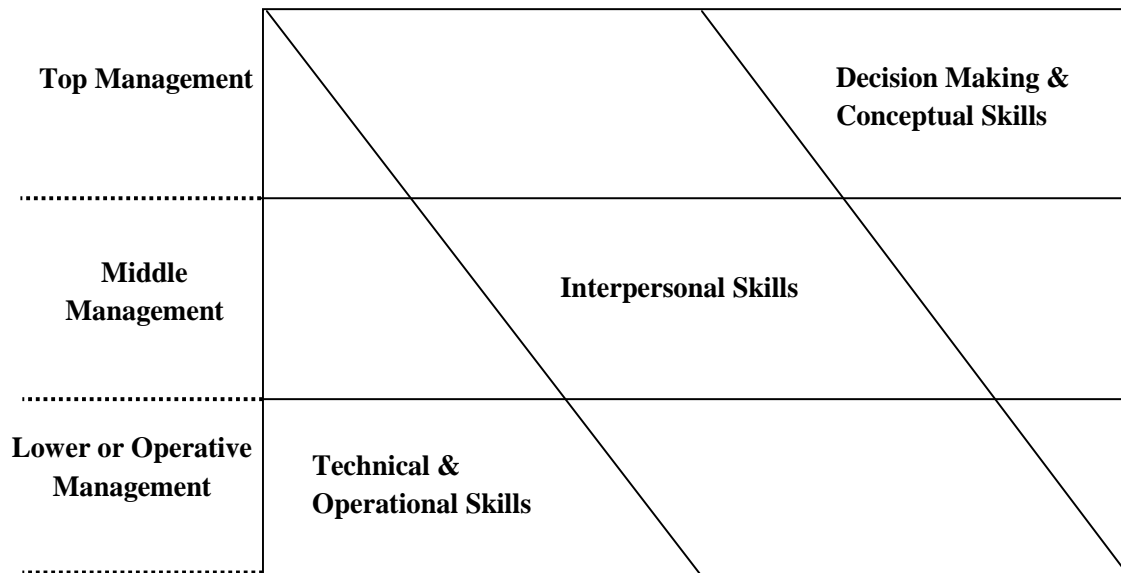 Top Management
Decision Making &
Conceptual Skills
Middle
Management
Interpersonal Skills
Lower or Operative
Management
Technical &
Operational Skills